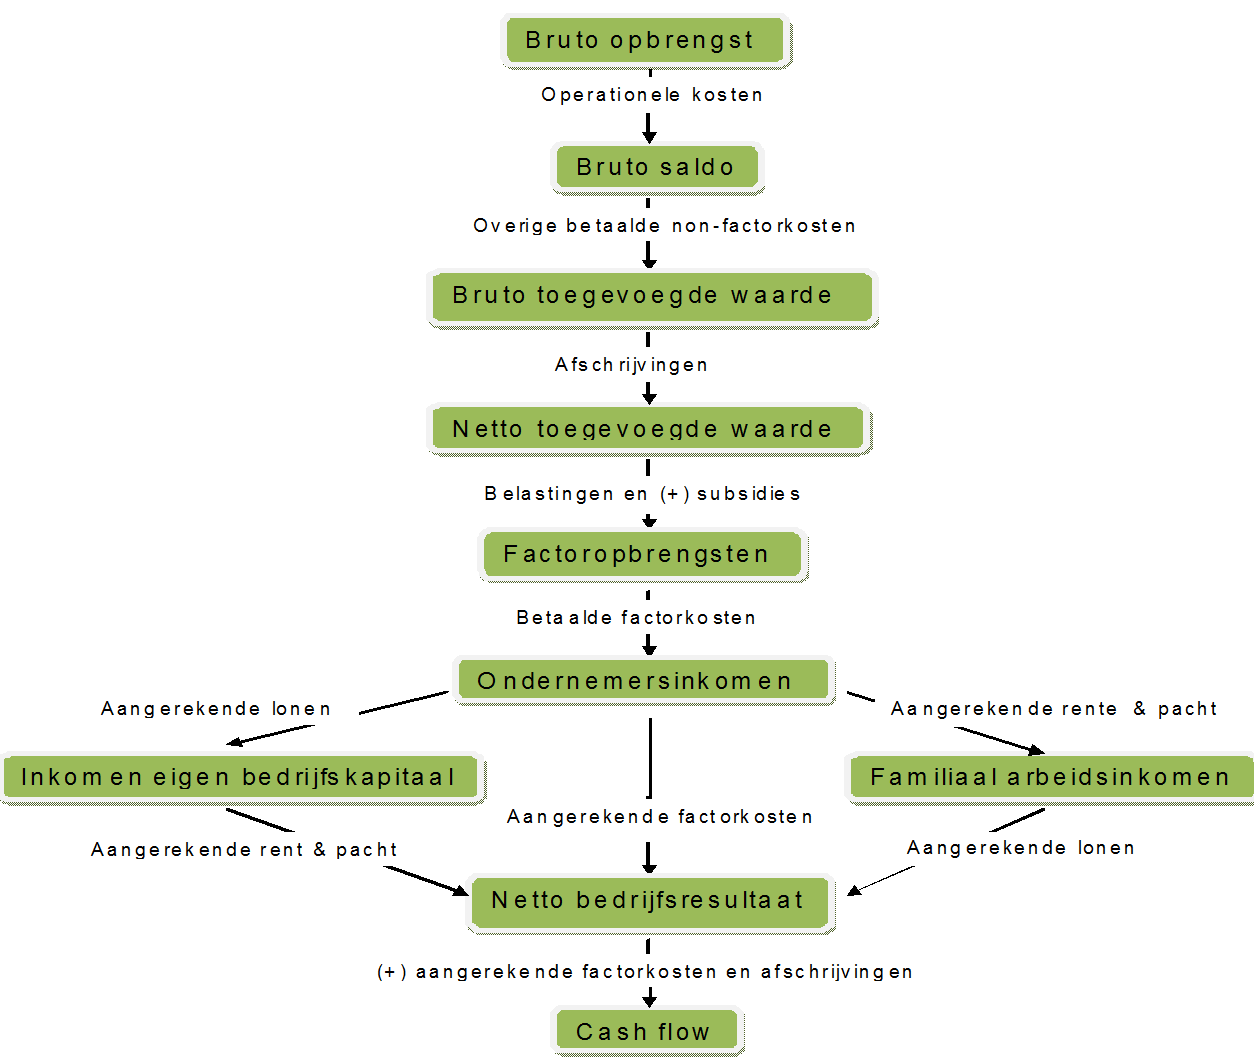 Bruto opbrengst
Operationele kosten
Bruto saldo
Overige betaalde non-factorkosten
Bruto toegevoegde waarde
Afschrijvingen
Netto toegevoegde waarde
Belastingen en (+) subsidies
Factoropbrengsten
Betaalde factorkosten
Ondernemersinkomen
Aangerekende lonen
Aangerekende rente & pacht
Inkomen eigen bedrijfskapitaal
Familiaal arbeidsinkomen
Aangerekende factorkosten
Aangerekende rent & pacht
Aangerekende lonen
Netto bedrijfsresultaat
(+) aangerekende factorkosten en afschrijvingen
Cash flow